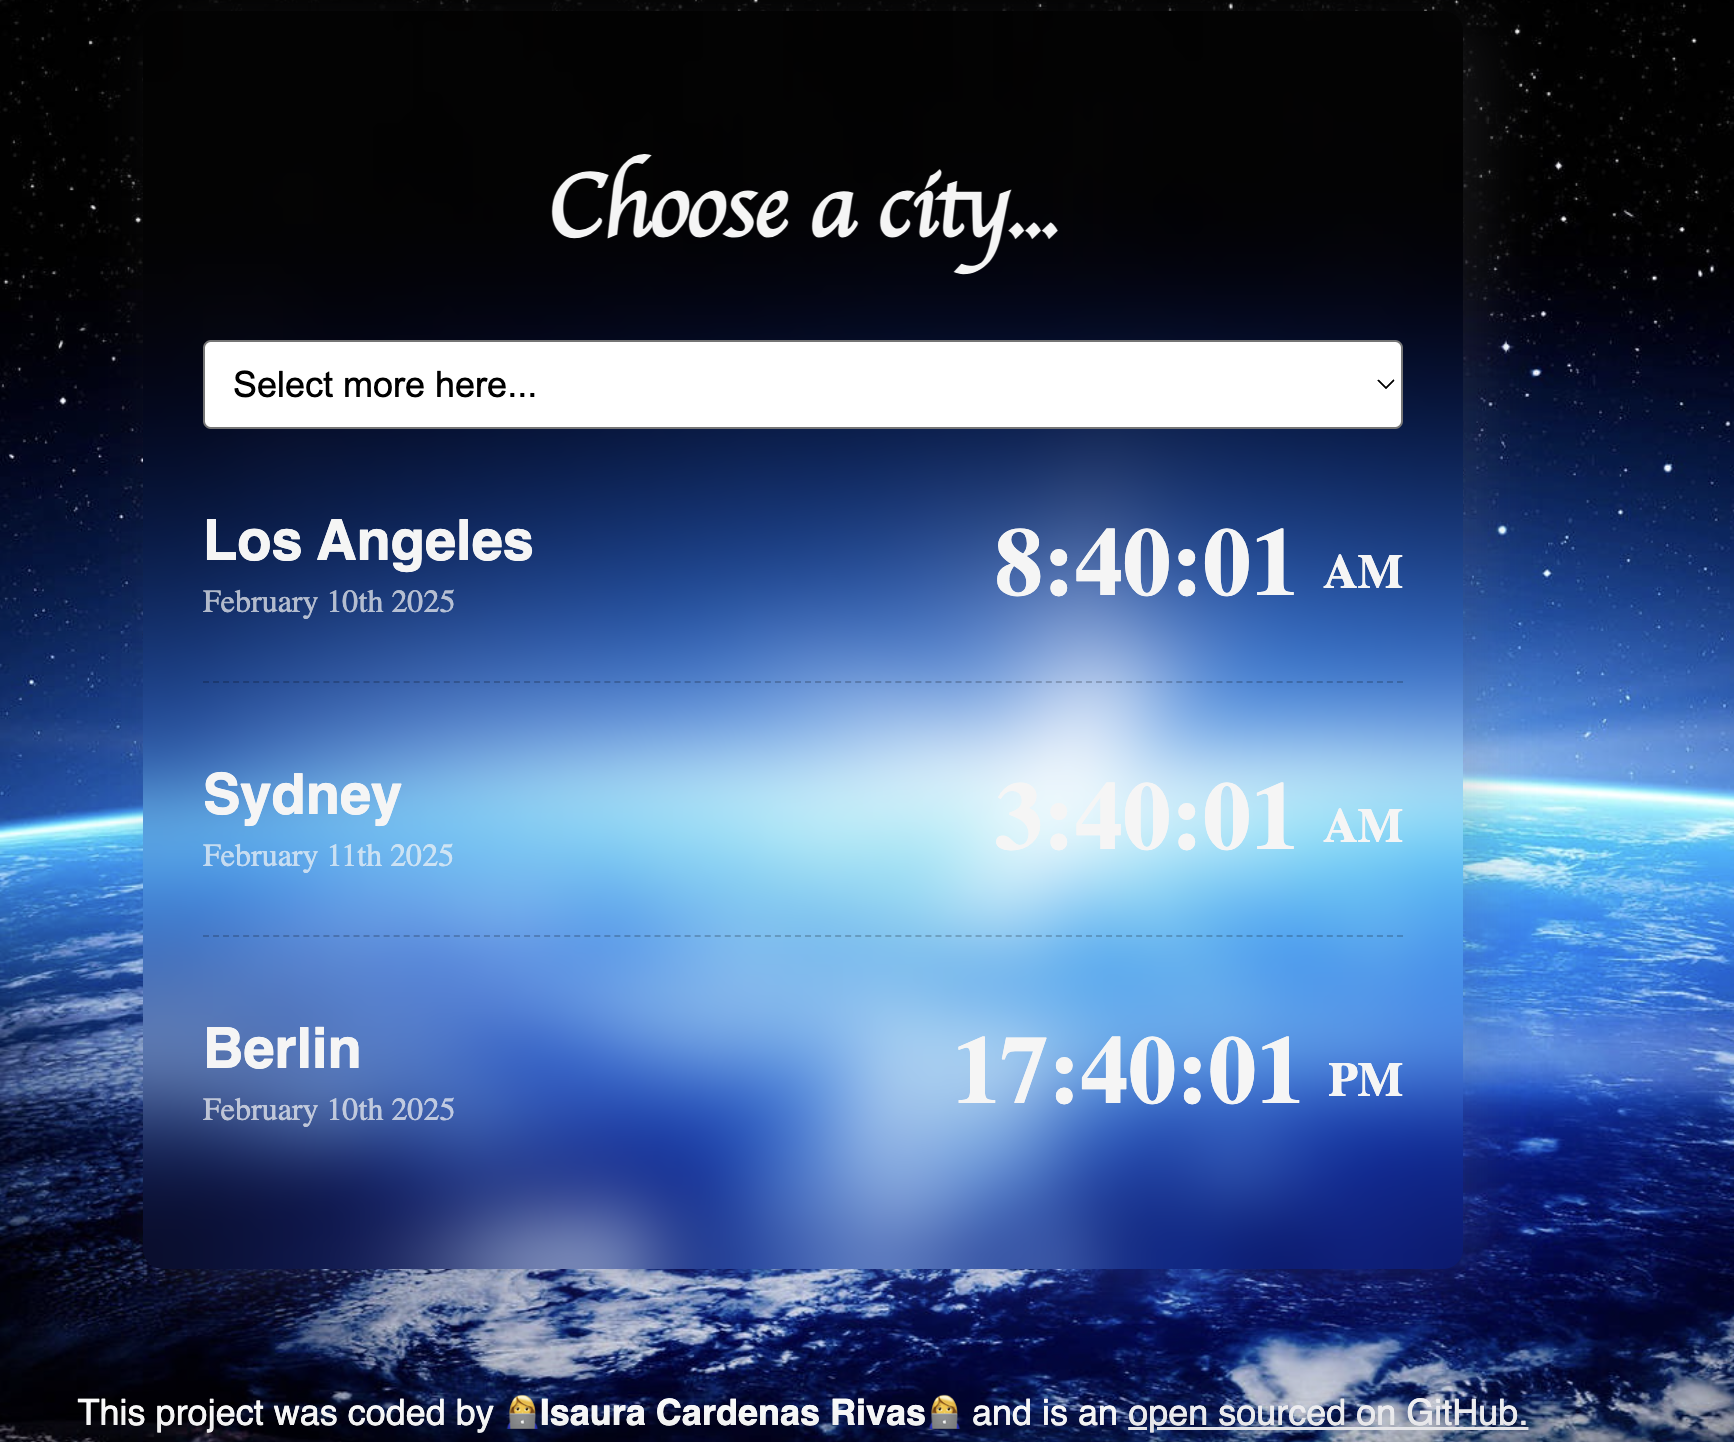 Choose a city...
Select more here...
Los Angeles
8:40:01 AM
February 10th 2025
Sydney
3:40:01 AM
February 11th 2025
Berlin
17:40:01 PM
February 10th 2025
This project was coded by 👩‍💻Isaura Cardenas Rivas👩‍💻 and is an open sourced on GitHub.